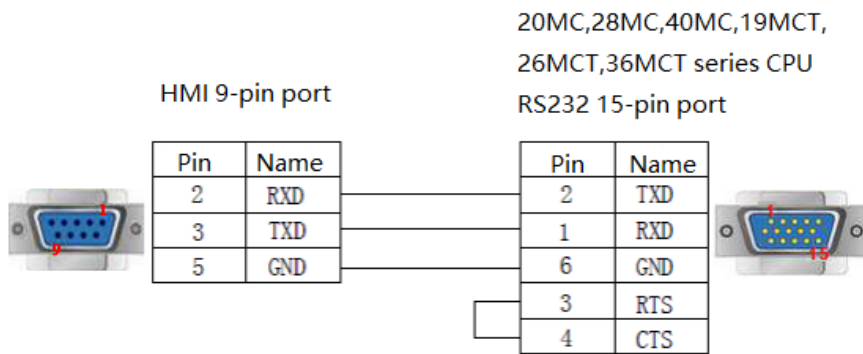 20MC,28MC,40MC,19MCT,
26MCT,36MCT series CPU
RS232 15-pin port
HMI 9-pin port
Pin Name
2 RXD
3 TXD
5 GND
Pin Name
2 TXD
1 RXD
6 GND
3 RTS
4 CTS
1
9
1
15